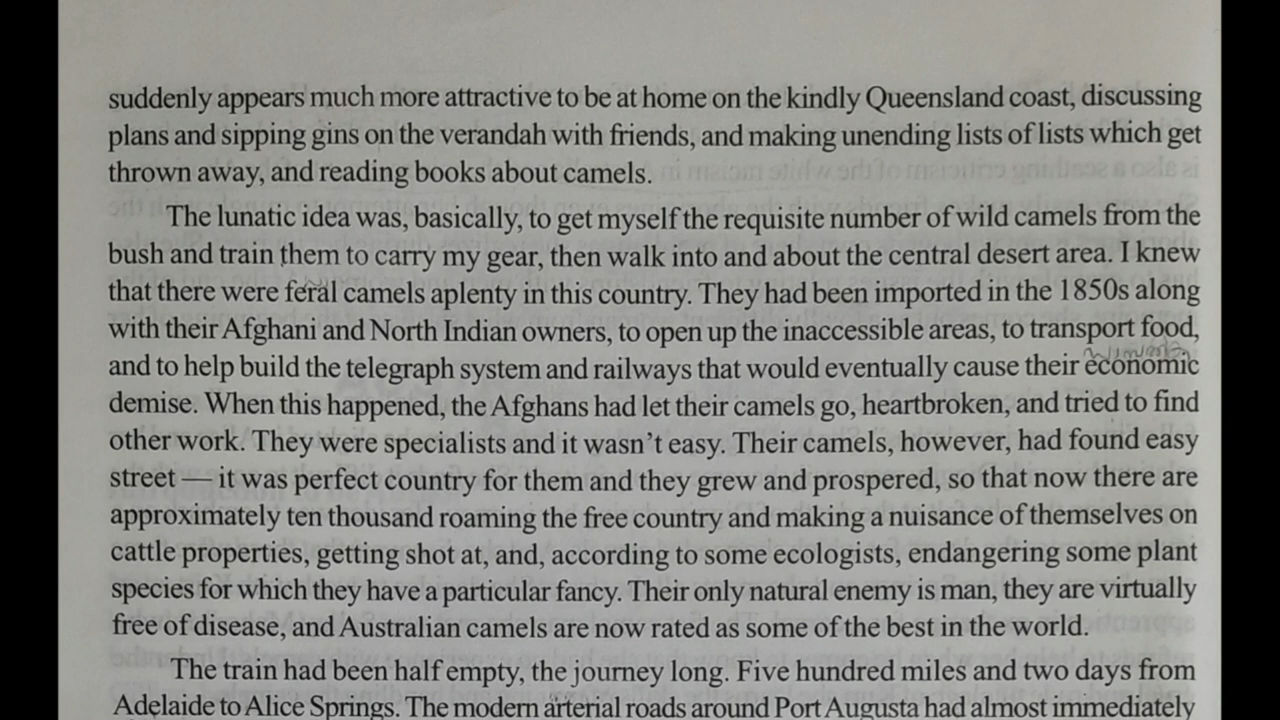 suddenly appears much more attractive to be at home on the kindly Queensland coast, discussing
plans and sipping gins on the verandah with friends, and making unending lists of lists which get
thrown away, and reading books about camels.
The lunatic idea was, basically, to get myself the requisite number of wild camels from the
bush and train them to carry my gear, then walk into and about the central desert area. I knew
that there were feral camels aplenty in this country. They had been imported in the 1850s along
with their Afghani and North Indian owners, to open up the inaccessible areas, to transport food,
and to help build the telegraph system and railways that would eventually cause their economic
demise. When this happened, the Afghans had let their camels go, heartbroken, and tried to find
other work. They were specialists and it wasn't easy. Their camels, however, had found easy
street — it was perfect country for them and they grew and prospered, so that now there are
approximately ten thousand roaming the free country and making a nuisance of themselves on
cattle properties, getting shot at, and, according to some ecologists, endangering some plant
species for which they have a particular fancy. Their only natural enemy is man, they are virtually
free of disease, and Australian camels are now rated as some of the best in the world.
The train had been half empty, the journey long. Five hundred miles and two days from
Adelaide to Alice Springs. The modern arterial roads around Port Augusta had almost immediately